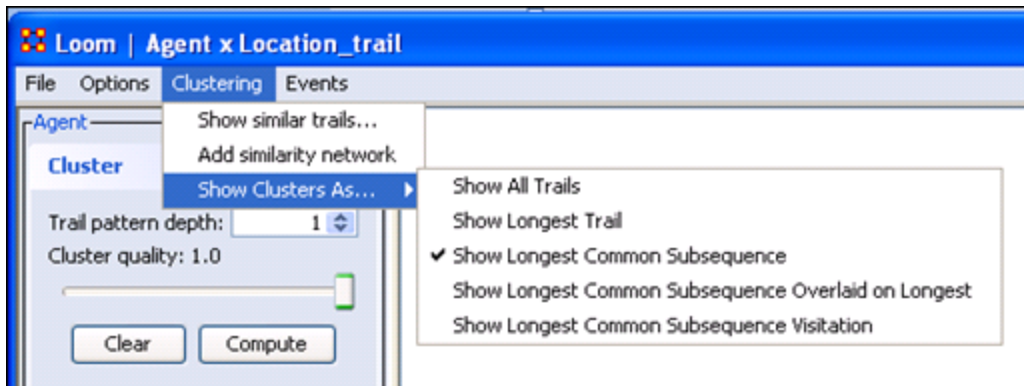 Loom | Agent x Location_trail
File Options Clustering Events
Agent
Show similar trails...
Add similarity network
Cluster
Show Clusters As...
Show All Trails
Show Longest Trail
Show Longest Common Subsequence
Show Longest Common Subsequence Overlaid on Longest
Show Longest Common Subsequence Visitation
Trail pattern depth: 1
Cluster quality: 1.0
Clear Compute